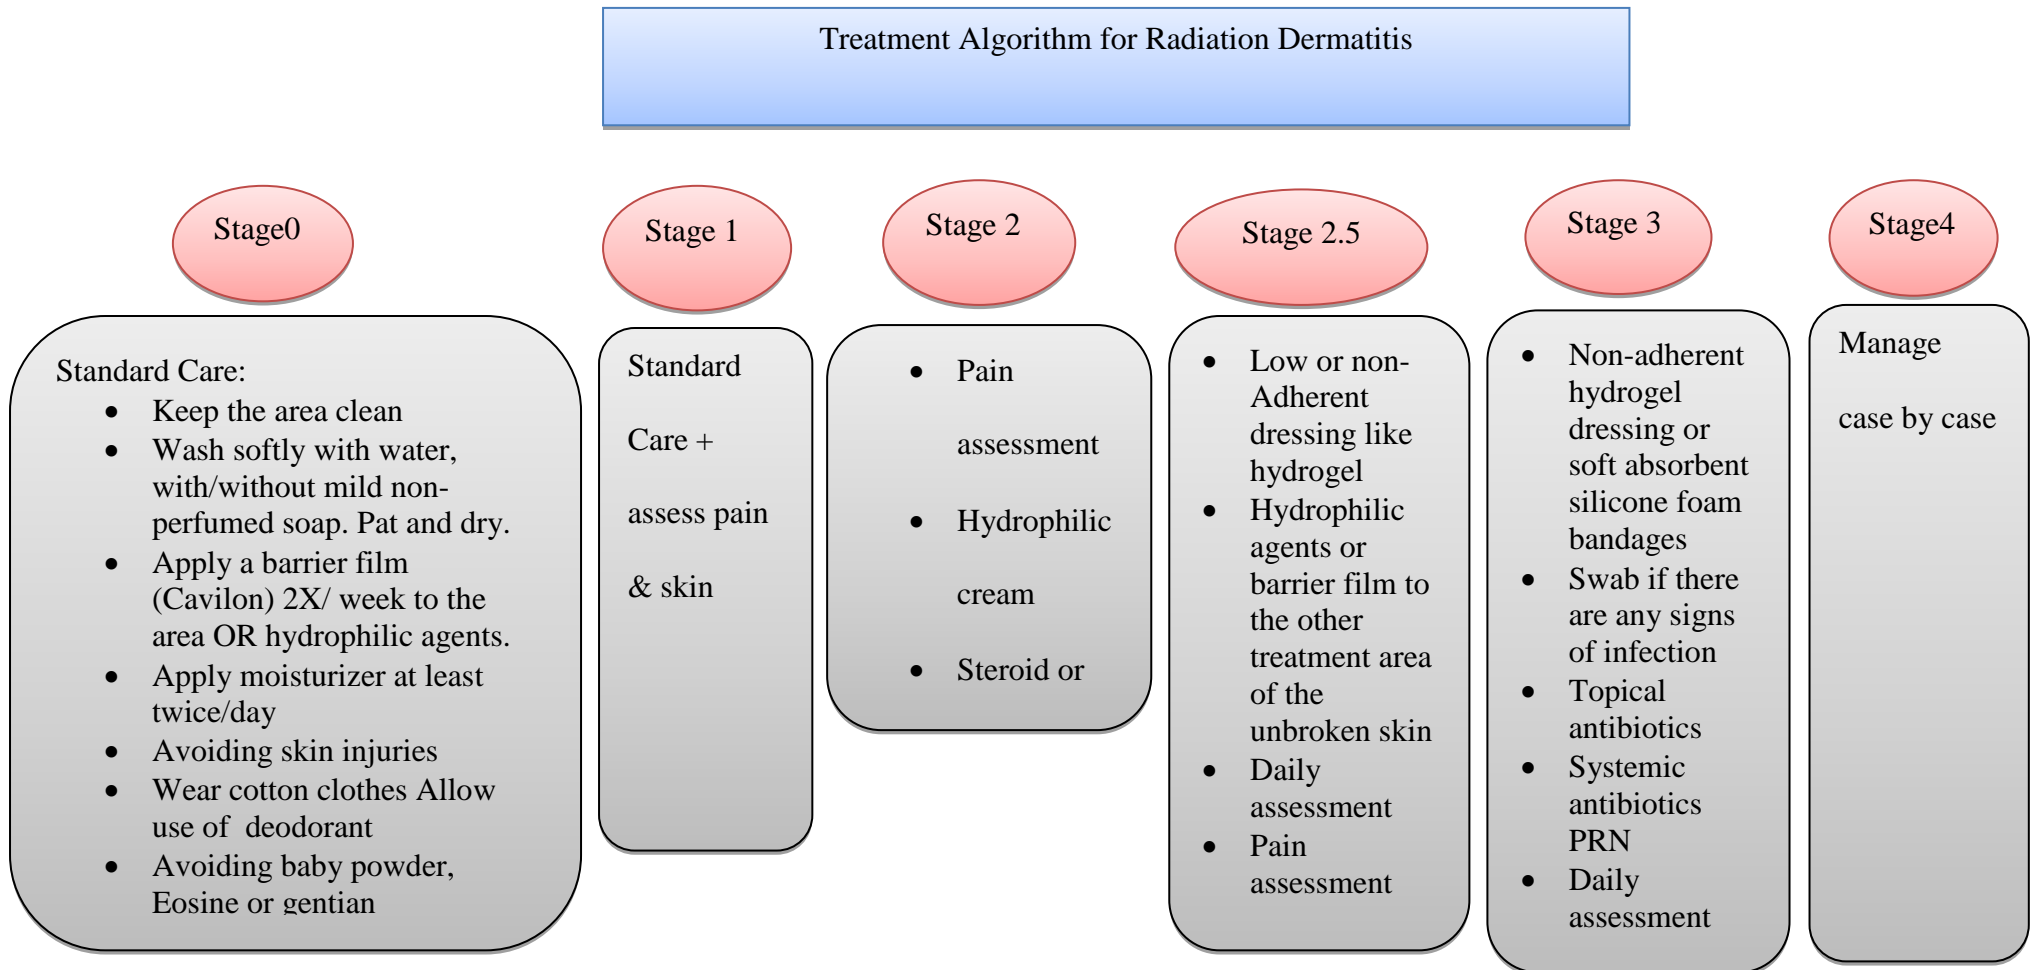 Treatment Algorithm for Radiation Dermatitis
Stage0
Standard Care:
• Keep the area clean
• Wash softly with water,
with/without mild non-
perfumed soap. Pat and dry.
• Apply a barrier film
(Cavilon) 2X/ week to the
area OR hydrophilic agents.
• Apply moisturizer at least
twice/day
• Avoiding skin injuries
• Wear cotton clothes Allow
use of  deodorant
• Avoiding baby powder,
Eosine or gentian
Stage 1
Standard
Care +
assess pain
& skin
Stage 2
• Pain
assessment
• Hydrophilic
cream
• Steroid or
Stage 2.5
• Low or non-
Adherent
dressing like
hydrogel
• Hydrophilic
agents or
barrier film to
the other
treatment area
of the
unbroken skin
• Daily
assessment
• Pain
assessment
Stage 3
• Non-adherent
hydrogel
dressing or
soft absorbent
silicone foam
bandages
• Swab if there
are any signs
of infection
• Topical
antibiotics
• Systemic
antibiotics
PRN
• Daily
assessment
Stage4
Manage
case by case